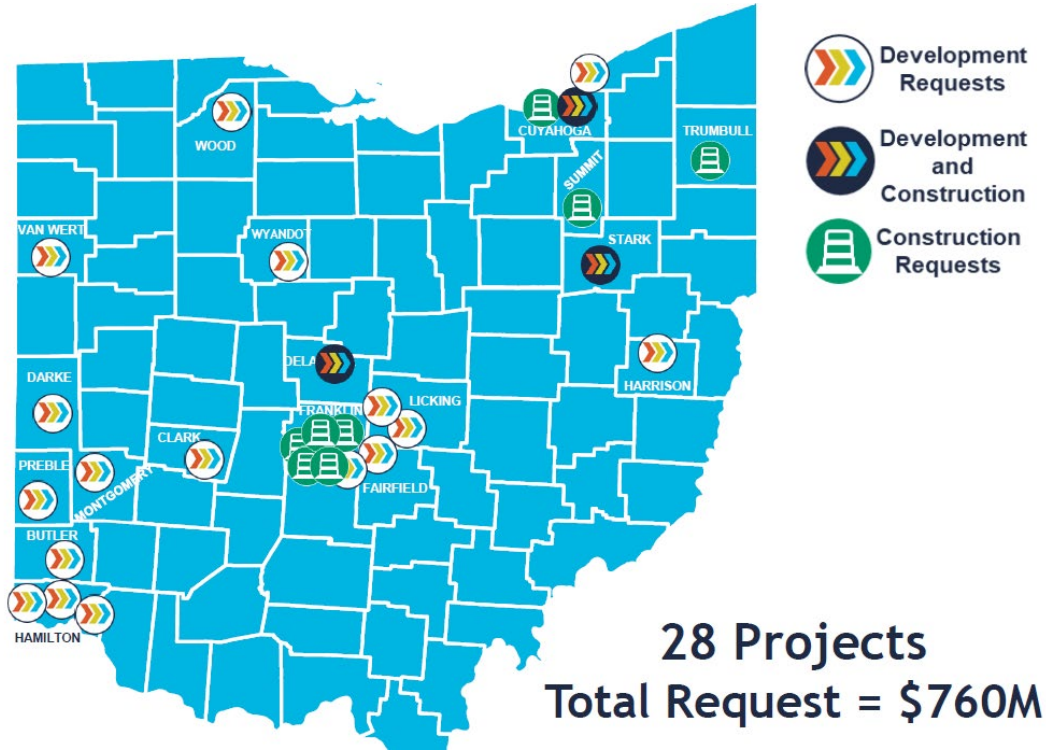 Development
Requests
Development
and
Construction
Construction
Requests
CUYAHOGA
TRUMBULL
WOOD
SUMMIT
VAN WERT
WYANDOT
STARK
DELA
DARKE
HARRISON
FRANKLIN
LICKING
CLARK
PREBLE
MONTGOMERY
FAIRFIELD
BUTLER
HAMILTON
28 Projects
Total Request = $760M